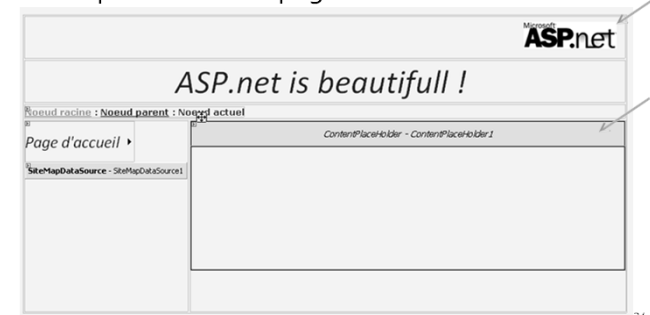 Microsoft
ASP.net
ASP.net is beautifull !
Noeud racine : Noeud parent : Noeud actuel
Page d'accueil
ContentPlaceHolder - ContentPlaceHolder1
SiteMapDataSource - SiteMapDataSource1